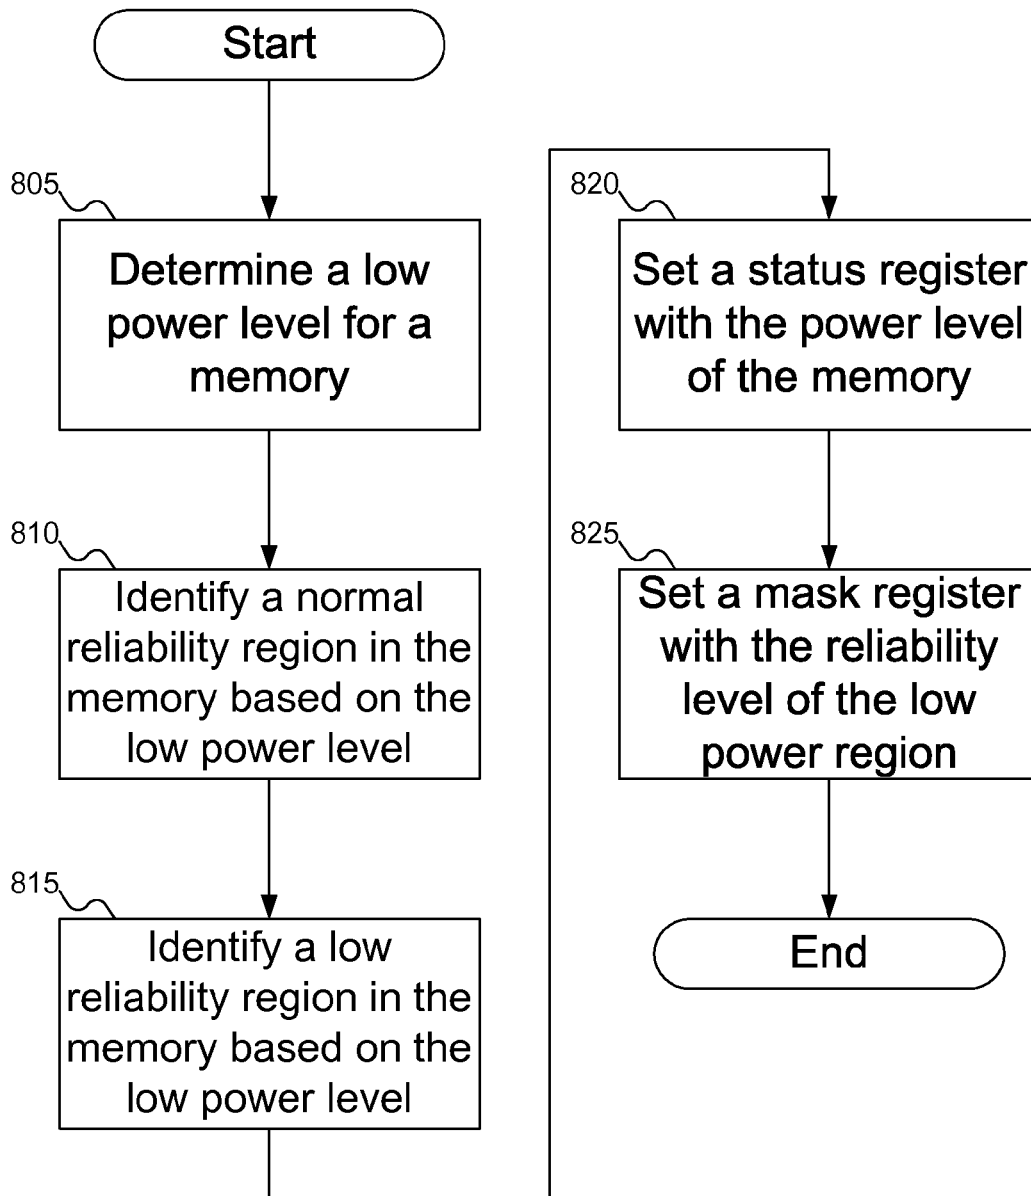 Start
805
Determine a low
power level for a
memory
810
Identify a normal
reliability region in the
memory based on the
low power level
815
Identify a low
reliability region in the
memory based on the
low power level
820
Set a status register
with the power level
of the memory
825
Set a mask register
with the reliability
level of the low
power region
End